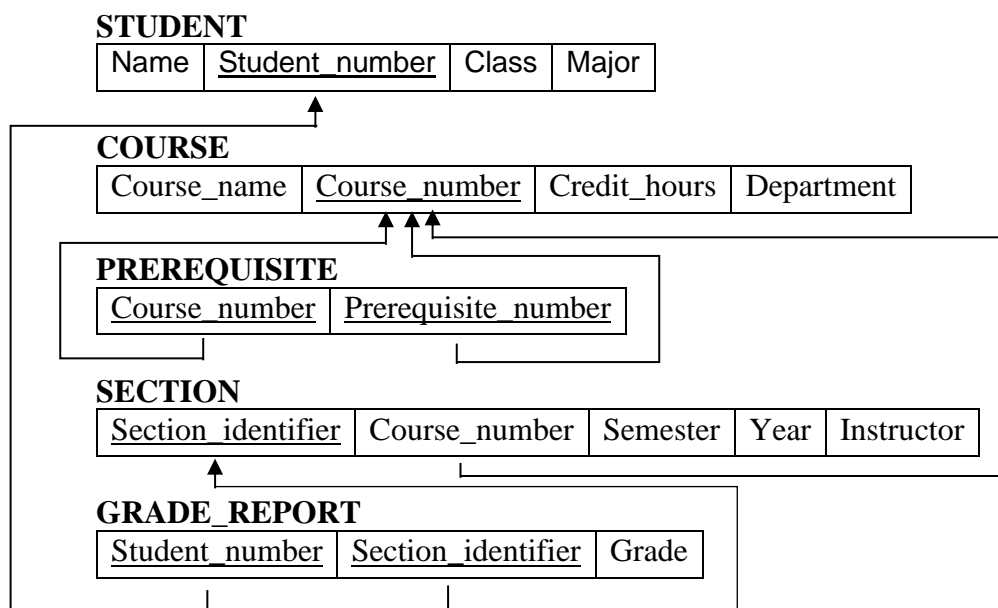 STUDENT
Name Student_number Class Major
COURSE
Course_name Course_number Credit_hours Department
PREREQUISITE
Course_number Prerequisite_number
SECTION
Section_identifier Course_number Semester Year Instructor
GRADE_REPORT
Student_number Section_identifier Grade